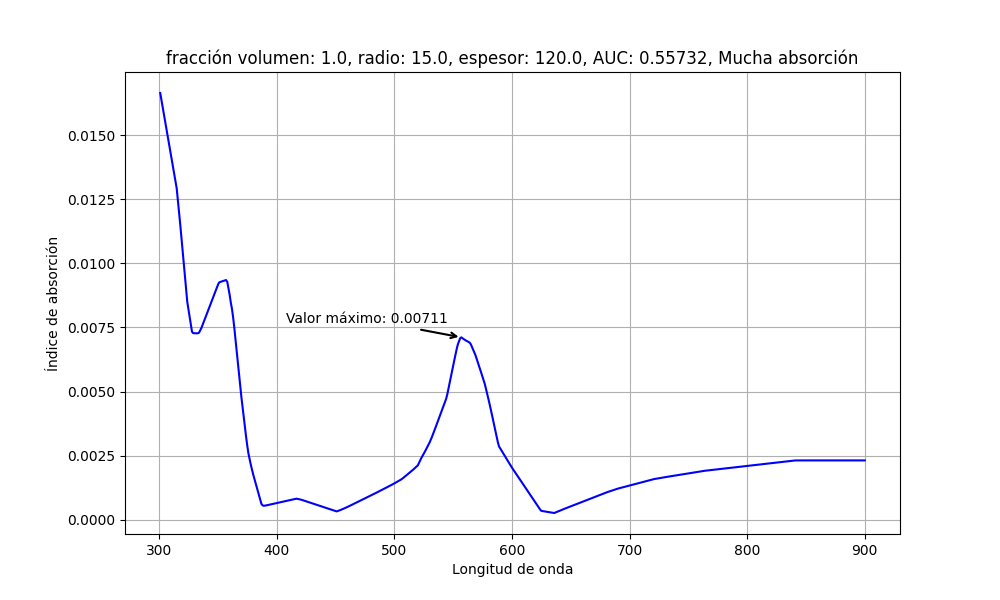 fracción volumen: 1.0, radio: 15.0, espesor: 120.0, AUC: 0.55732, Mucha absorción
Índice de absorción
0.0150
0.0125
0.0100
0.0075
0.0050
0.0025
0.0000
Valor máximo: 0.00711
300 400 500 600 700 800 900
Longitud de onda